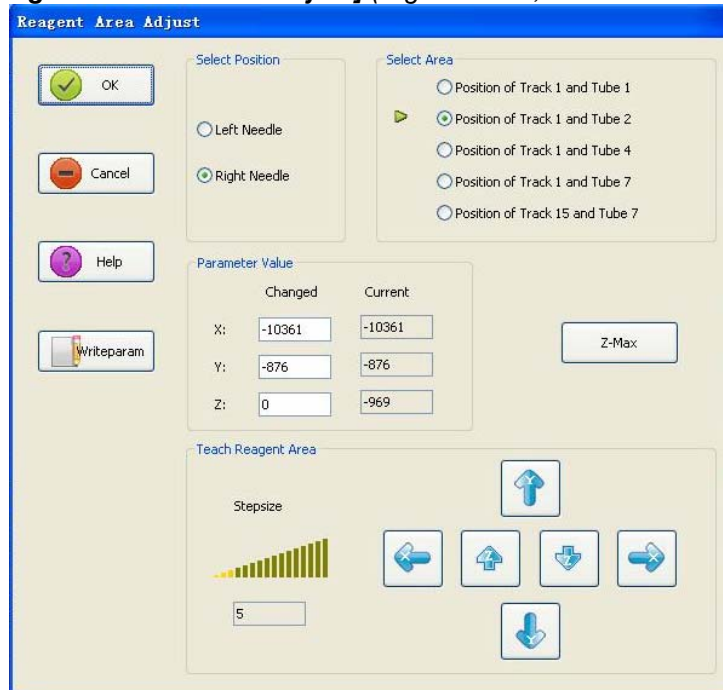 Reagent Area Adjust
OK
Cancel
Help
Writeparam
Select Position
Left Needle
Right Needle
Select Area
Position of Track 1 and Tube 1
Position of Track 1 and Tube 2
Position of Track 1 and Tube 4
Position of Track 1 and Tube 7
Position of Track 15 and Tube 7
Parameter Value
Changed Current
X: -10361 -10361
Y: -876 -876
Z: 0 -969
Z-Max
Teach Reagent Area
Stepsize
5
Y
X Z Z X
Y